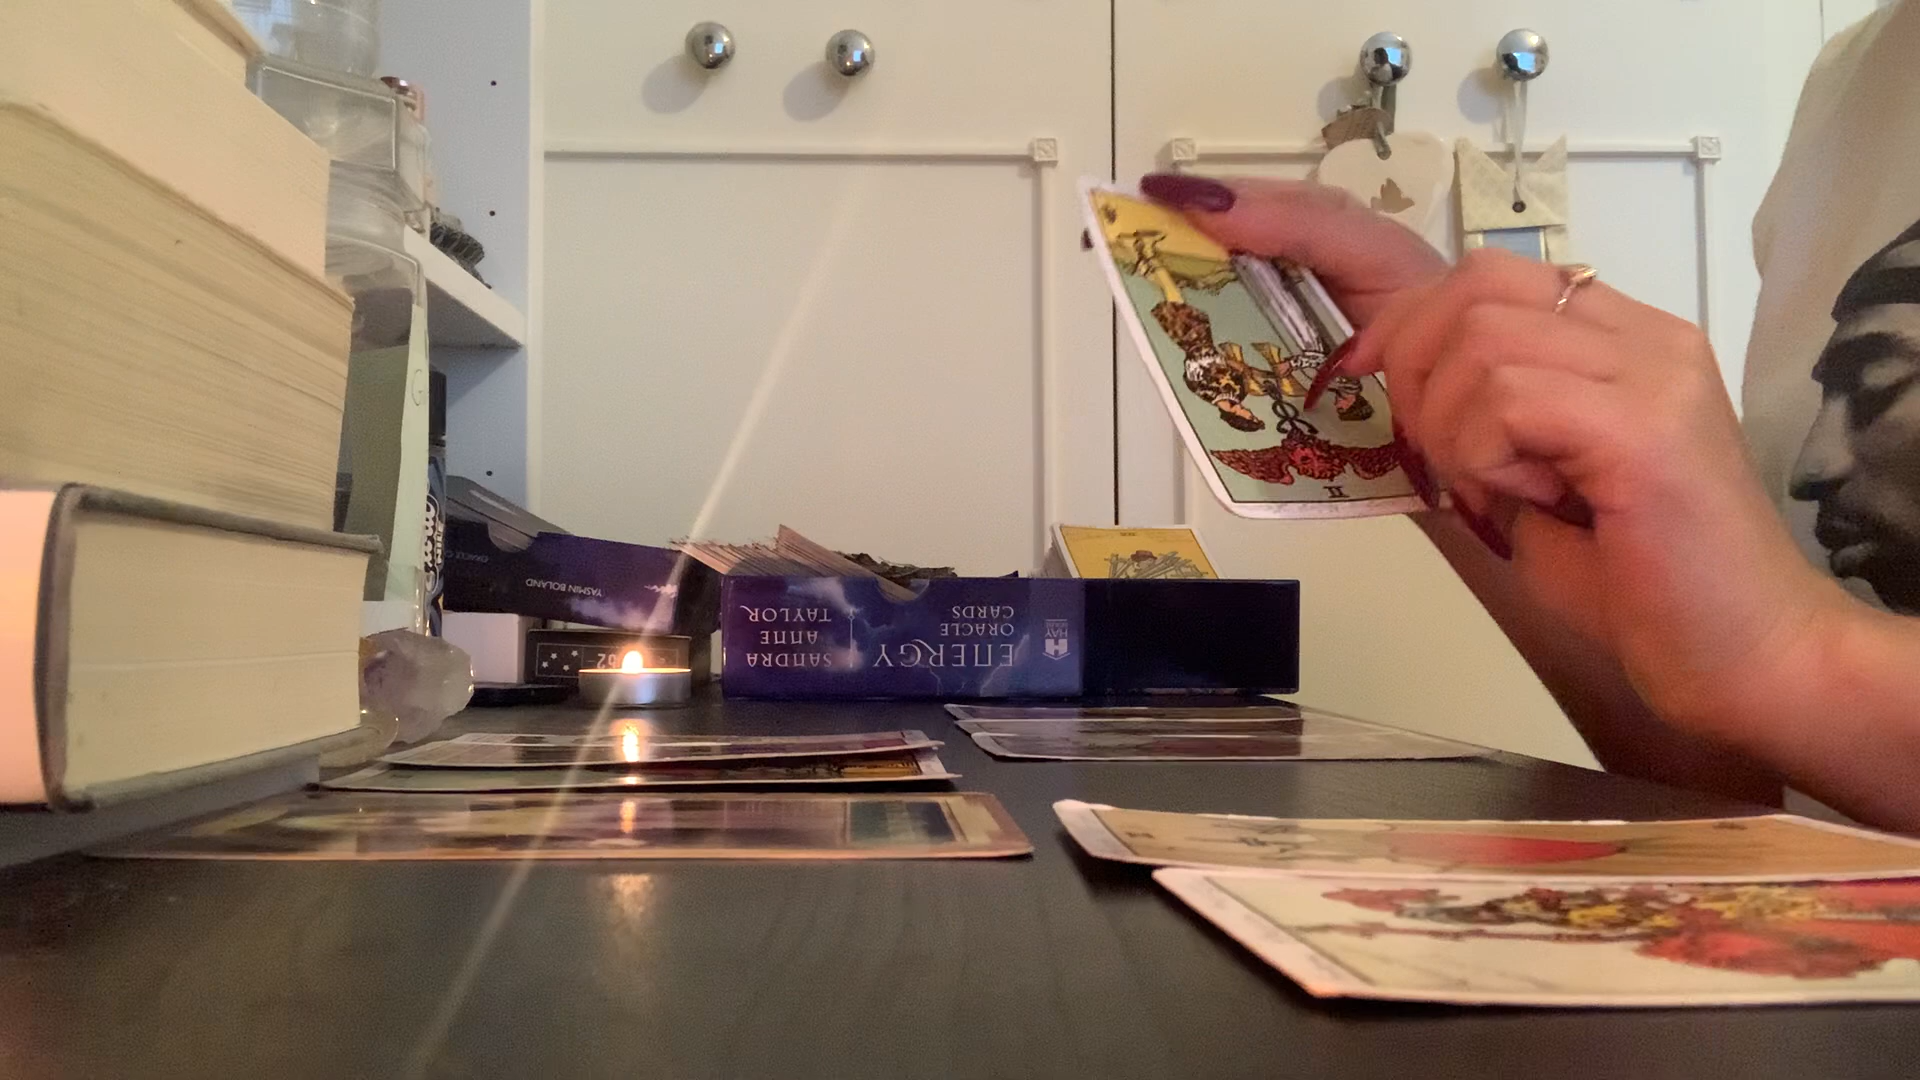 YASMIN BOLAND
ENERGY
ORACLE
CARDS
SANDRA
ANNE
TAYLOR
HAY
II